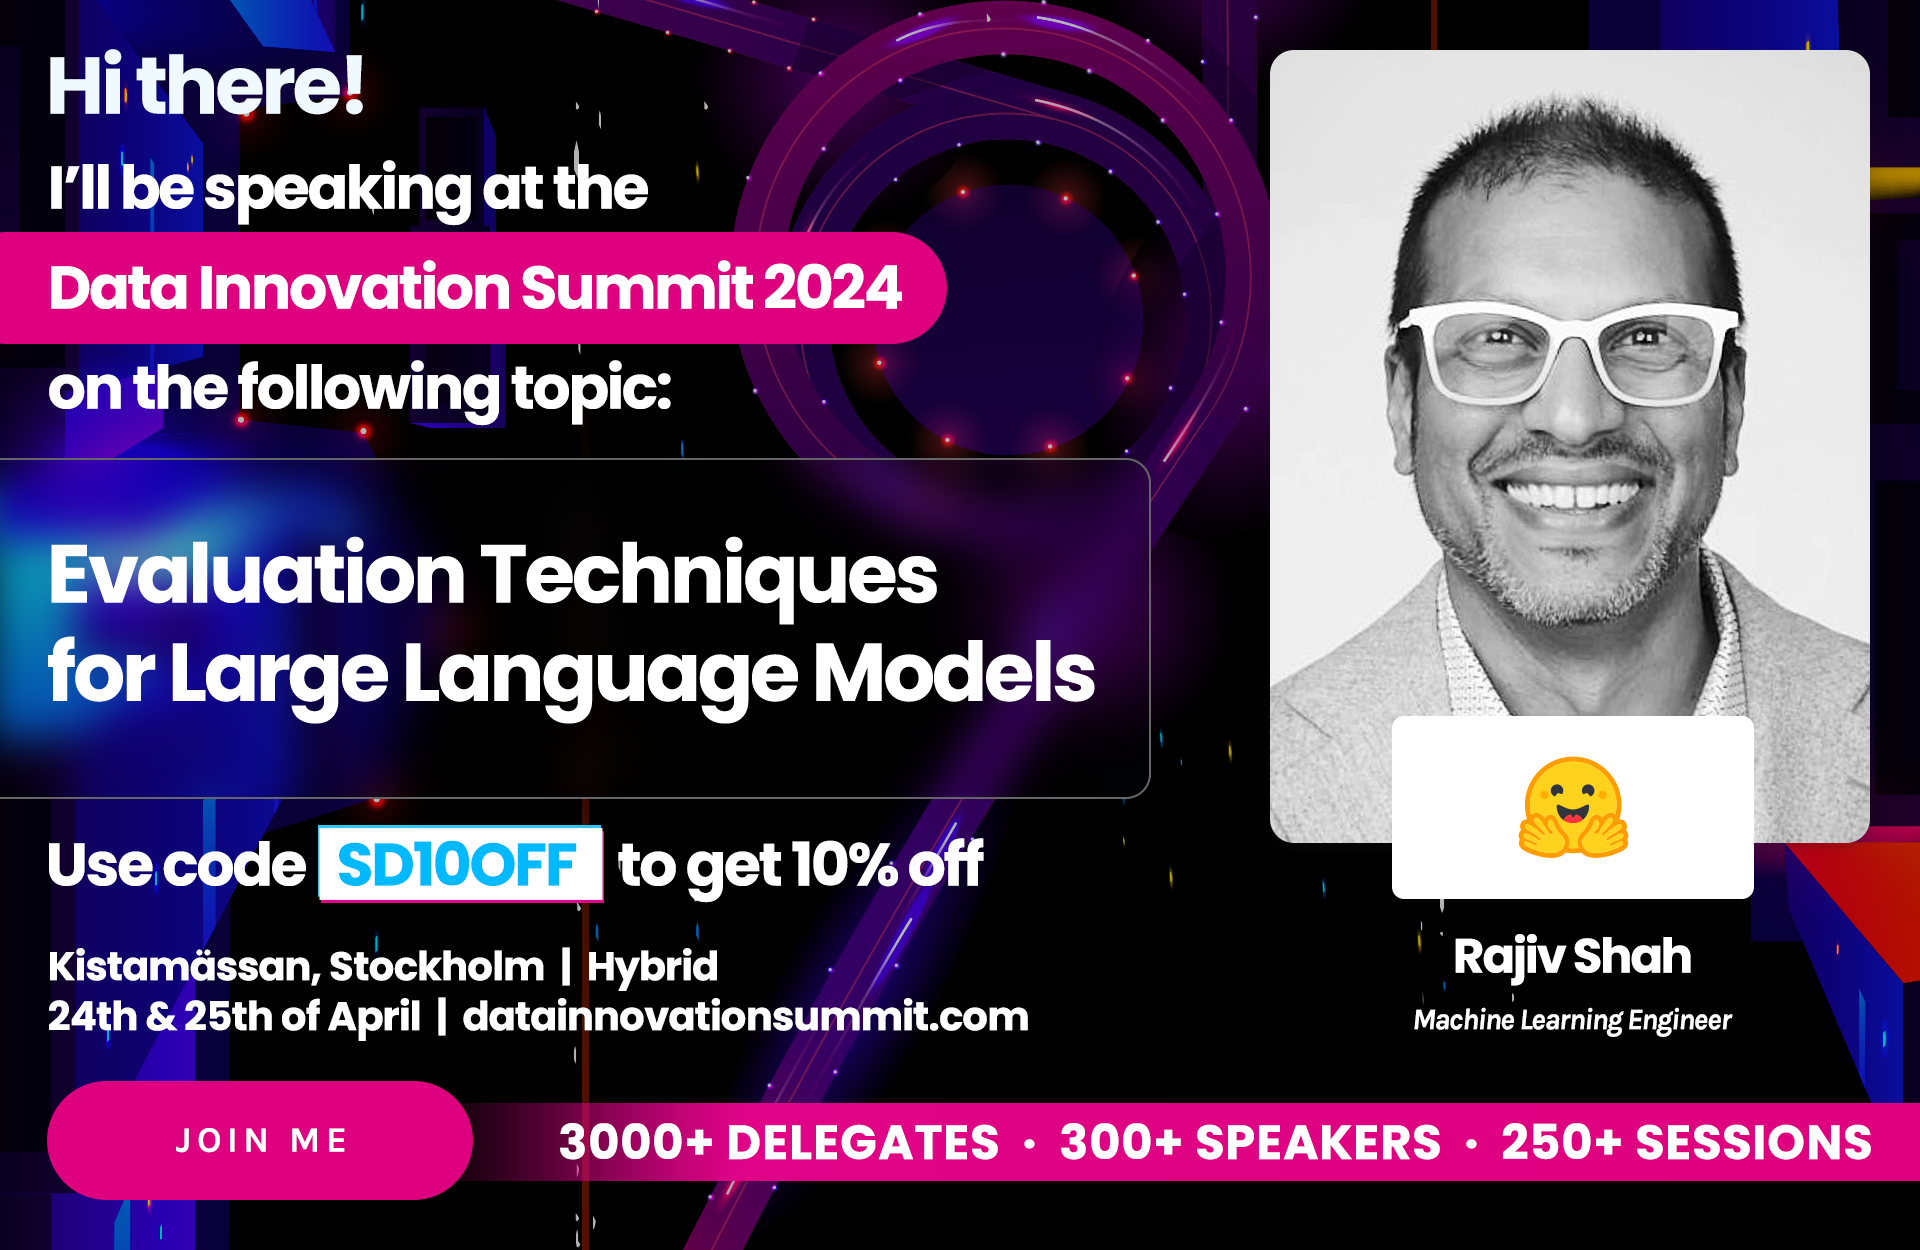 Hi there!
I’ll be speaking at the
Data Innovation Summit 2024
on the following topic:
Evaluation Techniques
for Large Language Models
Use code SD10OFF to get 10% off
Kistamässan, Stockholm | Hybrid
24th & 25th of April | datainnovationsummit.com
Rajiv Shah
Machine Learning Engineer
JOIN ME
3000+ DELEGATES · 300+ SPEAKERS · 250+ SESSIONS